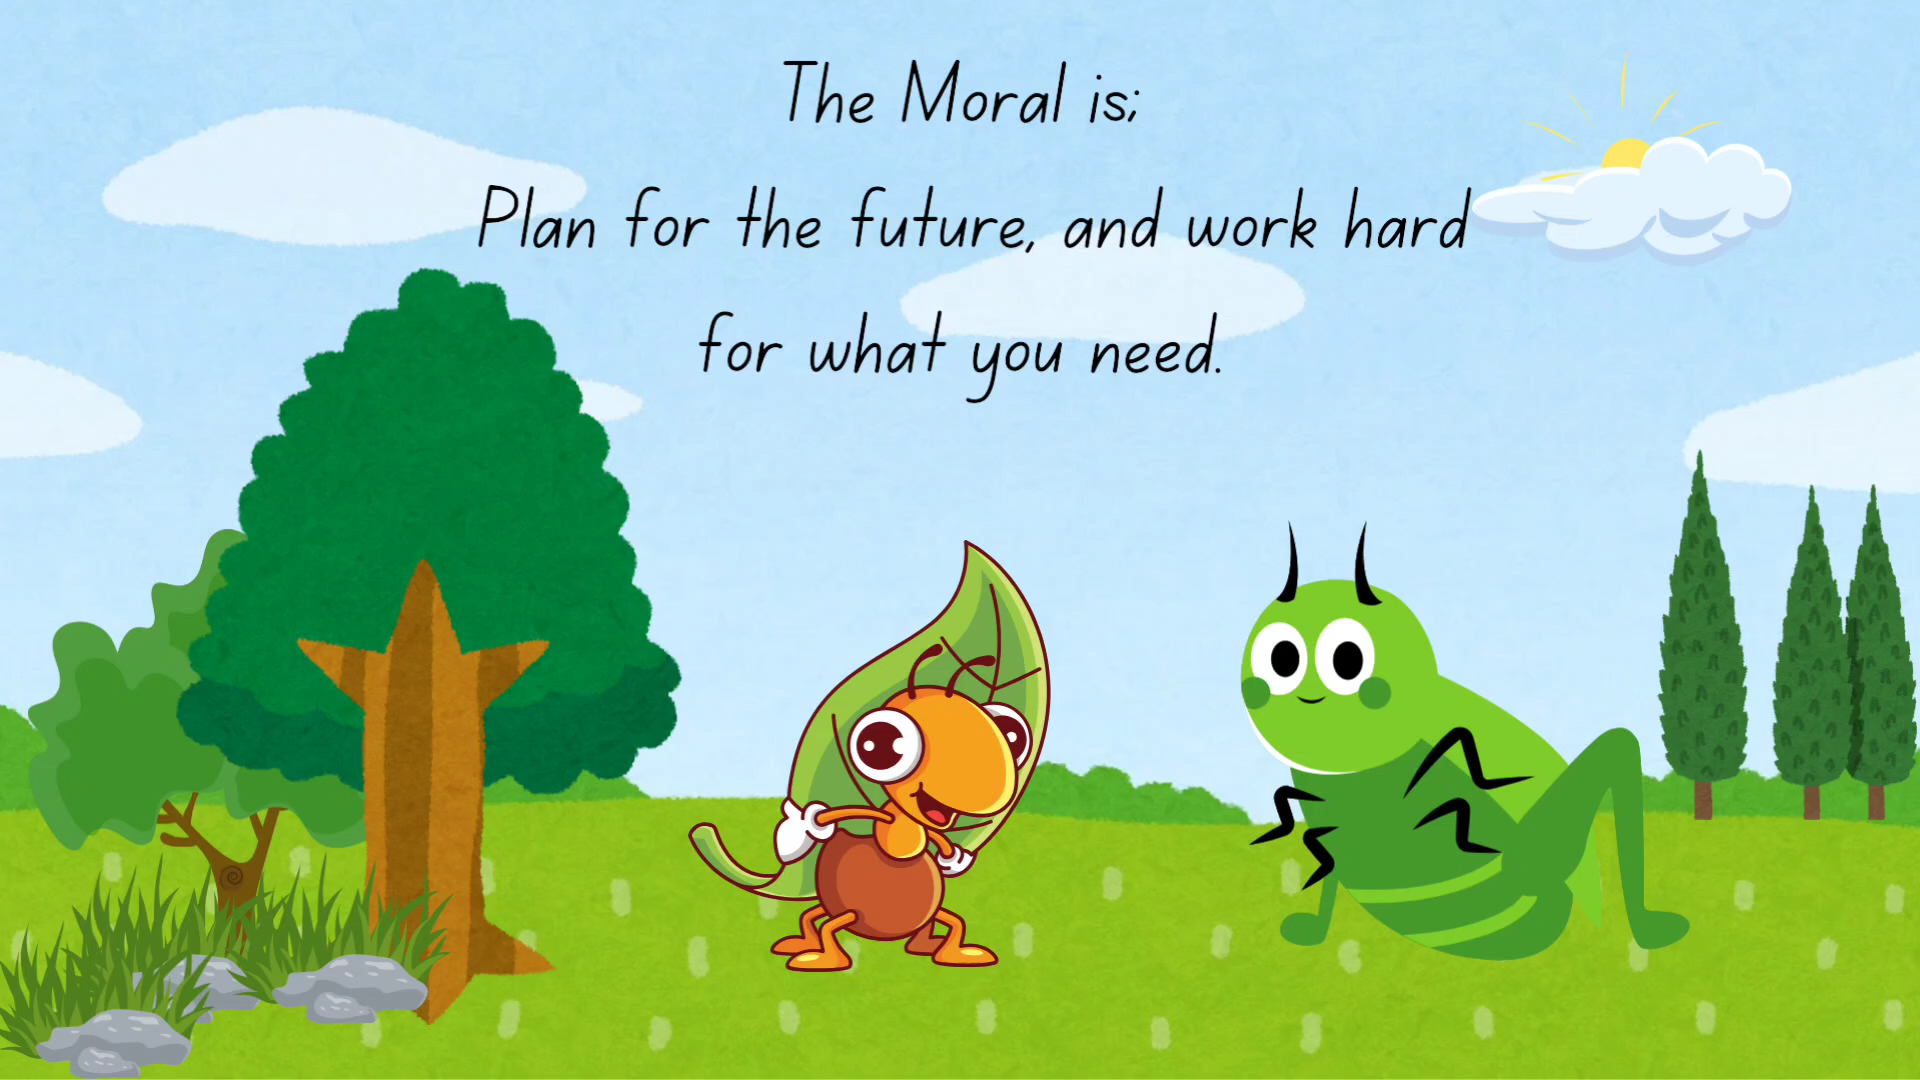 The Moral is;
Plan for the future, and work hard
for what you need.